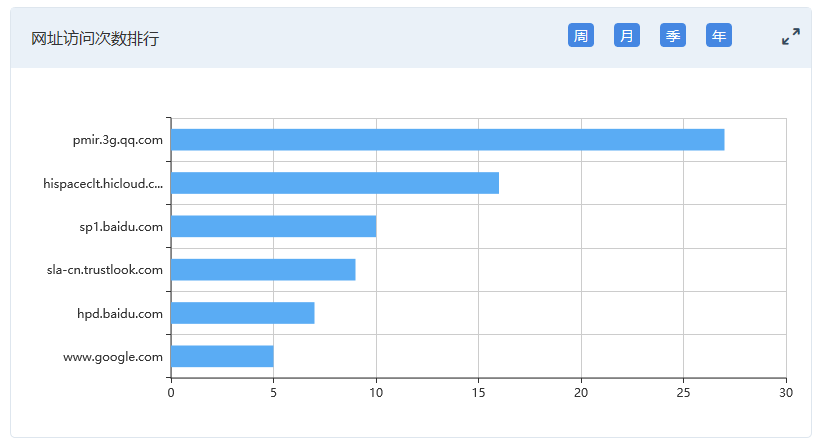 网址访问次数排行
周 月 季 年
pmir.3g.qq.com
hispaceclt.hicloud.c...
sp1.baidu.com
sla-cn.trustlook.com
hpd.baidu.com
www.google.com
0 5 10 15 20 25 30